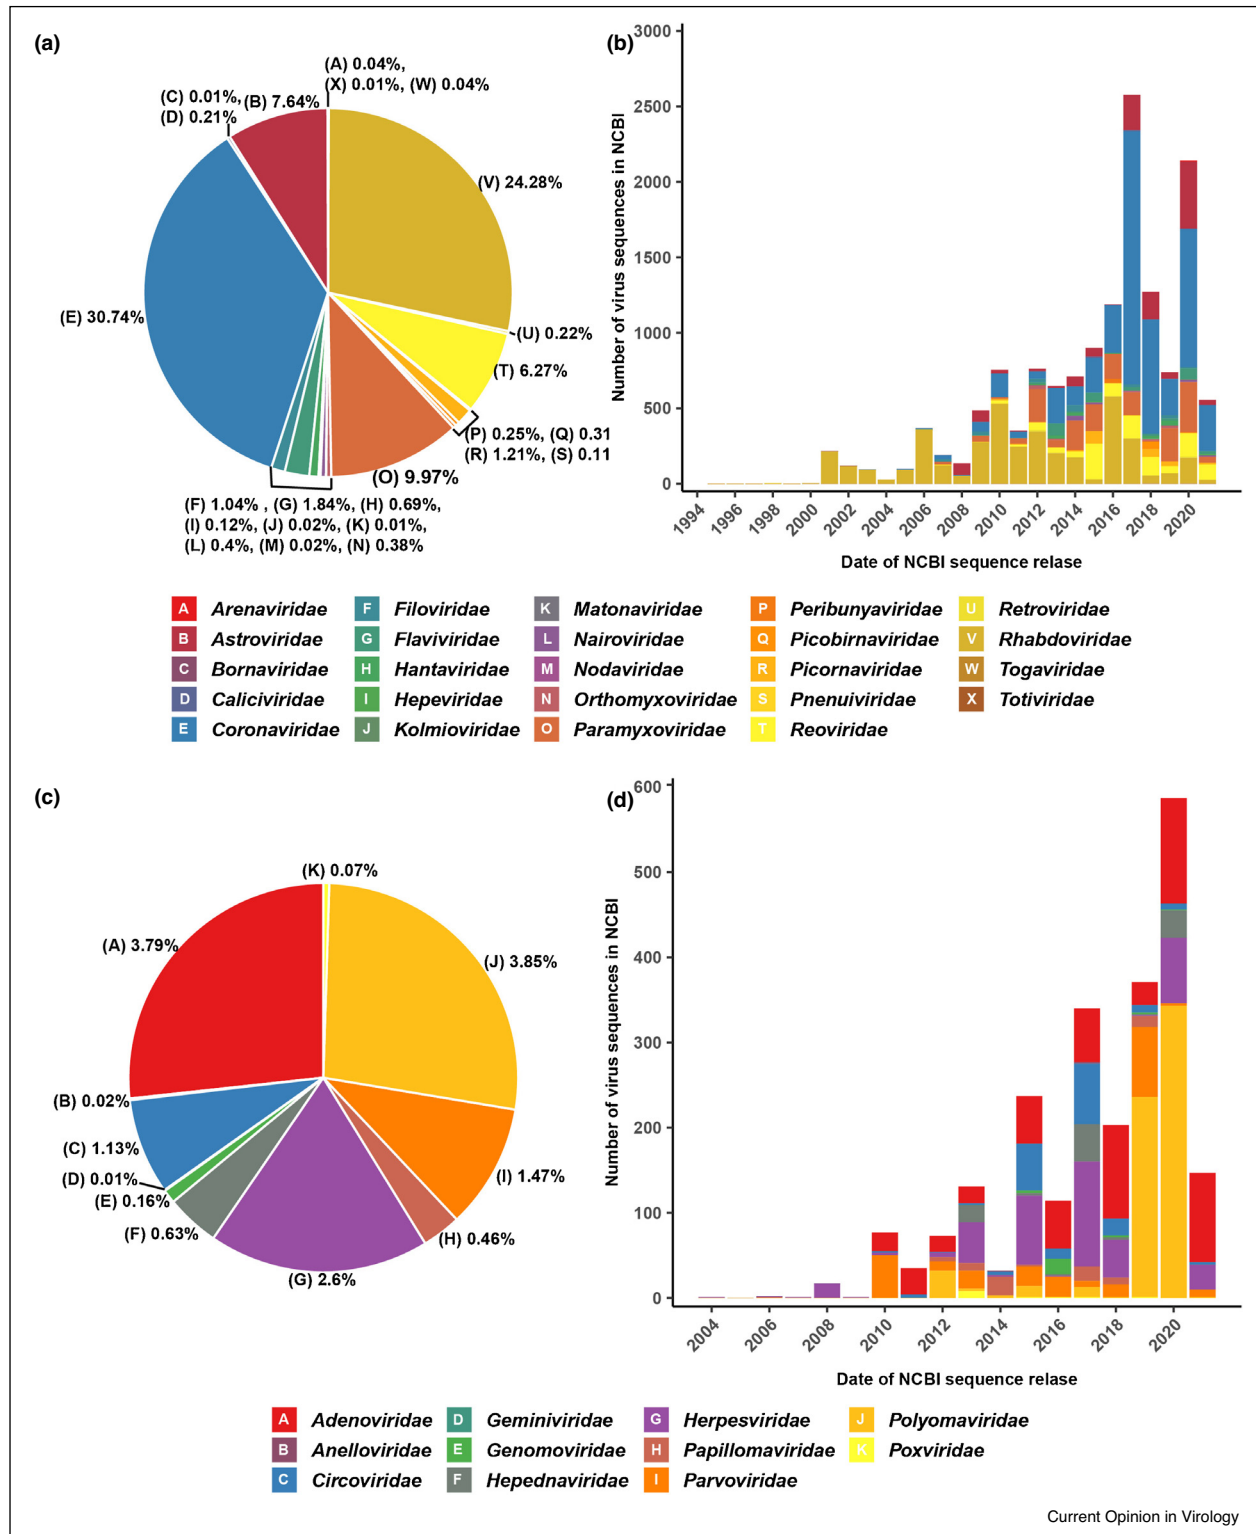 (a)
(A) 0.04%,
(X) 0.01%, (W) 0.04%
(C) 0.01%,
(D) 0.21%
(B) 7.64%
(V) 24.28%
(E) 30.74%
(U) 0.22%
(T) 6.27%
(P) 0.25%, (Q) 0.31
(R) 1.21%, (S) 0.11
(O) 9.97%
(F) 1.04% , (G) 1.84%, (H) 0.69%,
(I) 0.12%, (J) 0.02%, (K) 0.01%,
(L) 0.4%, (M) 0.02%, (N) 0.38%
(b)
Number of virus sequences in NCBI
3000
2500
2000
1500
1000
500
0
1994
1996
1998
2000
2002
2004
2006
2008
2010
2012
2014
2016
2018
2020
Date of NCBI sequence relase
A Arenaviridae
B Astroviridae
C Bornaviridae
D Caliciviridae
E Coronaviridae
F Filoviridae
G Flaviviridae
H Hantaviridae
I Hepeviridae
J Kolmioviridae
K Matonaviridae
L Nairoviridae
M Nodaviridae
N Orthomyxoviridae
O Paramyxoviridae
P Peribunyaviridae
Q Picobirnaviridae
R Picornaviridae
S Pnenuiviridae
T Reoviridae
U Retroviridae
V Rhabdoviridae
W Togaviridae
X Totiviridae
(c)
(K) 0.07%
(A) 3.79%
(J) 3.85%
(B) 0.02%
(C) 1.13%
(D) 0.01%
(E) 0.16%
(F) 0.63%
(G) 2.6%
(H) 0.46%
(I) 1.47%
(d)
Number of virus sequences in NCBI
600
500
400
300
200
100
0
2004
2006
2008
2010
2012
2014
2016
2018
2020
Date of NCBI sequence relase
A Adenoviridae
B Anelloviridae
C Circoviridae
D Geminiviridae
E Genomoviridae
F Hepednaviridae
G Herpesviridae
H Papillomaviridae
I Parvoviridae
J Polyomaviridae
K Poxviridae
Current Opinion in Virology